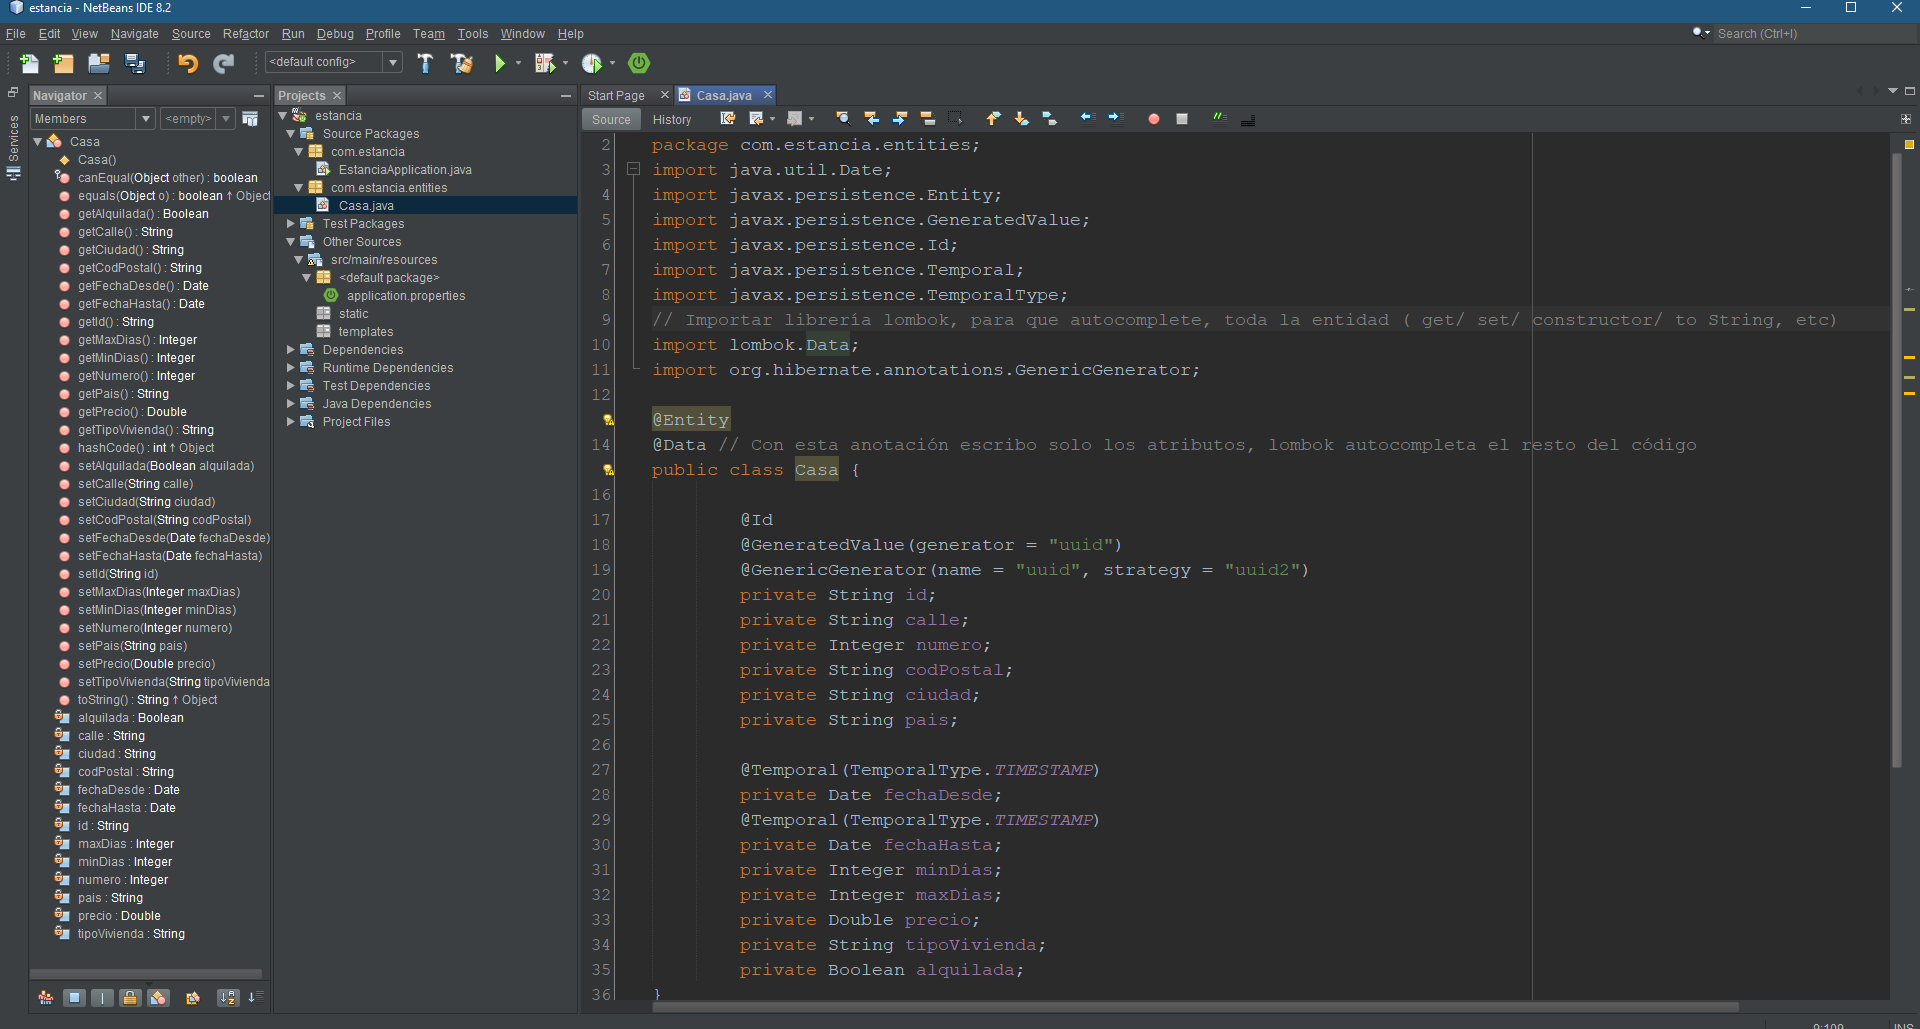 estancia - NetBeans IDE 8.2
File Edit View Navigate Source Refactor Run Debug Profile Team Tools Window Help
Search (Ctrl+I)
<default config>
Services
Navigator
Members
<empty>
Casa
Casa()
canEqual(Object other) : boolean
equals(Object o) : boolean ↑ Object
getAlquilada() : Boolean
getCalle() : String
getCiudad() : String
getCodPostal() : String
getFechaDesde() : Date
getFechaHasta() : Date
getId() : String
getMaxDias() : Integer
getMinDias() : Integer
getNumero() : Integer
getPais() : String
getPrecio() : Double
getTipoVivienda() : String
hashCode() : int ↑ Object
setAlquilada(Boolean alquilada)
setCalle(String calle)
setCiudad(String ciudad)
setCodPostal(String codPostal)
setFechaDesde(Date fechaDesde)
setFechaHasta(Date fechaHasta)
setId(String id)
setMaxDias(Integer maxDias)
setMinDias(Integer minDias)
setNumero(Integer numero)
setPais(String pais)
setPrecio(Double precio)
setTipoVivienda(String tipoVivienda
toString() : String ↑ Object
alquilada : Boolean
calle : String
ciudad : String
codPostal : String
fechaDesde : Date
fechaHasta : Date
id : String
maxDias : Integer
minDias : Integer
numero : Integer
pais : String
precio : Double
tipoVivienda : String
Projects
estancia
Source Packages
com.estancia
EstanciaApplication.java
com.estancia.entities
Casa.java
Test Packages
Other Sources
src/main/resources
<default package>
application.properties
static
templates
Dependencies
Runtime Dependencies
Test Dependencies
Java Dependencies
Project Files
Start Page
Casa.java
Source History
2 package com.estancia.entities;
3 import java.util.Date;
4 import javax.persistence.Entity;
5 import javax.persistence.GeneratedValue;
6 import javax.persistence.Id;
7 import javax.persistence.Temporal;
8 import javax.persistence.TemporalType;
9 // Importar librería lombok, para que autocomplete, toda la entidad ( get/ set/ constructor/ to String, etc)
10 import lombok.Data;
11 import org.hibernate.annotations.GenericGenerator;
12
@Entity
14 @Data // Con esta anotación escribo solo los atributos, lombok autocompleta el resto del código
public class Casa {
16
17 @Id
18 @GeneratedValue(generator = "uuid")
19 @GenericGenerator(name = "uuid", strategy = "uuid2")
20 private String id;
21 private String calle;
22 private Integer numero;
23 private String codPostal;
24 private String ciudad;
25 private String pais;
26
27 @Temporal(TemporalType.TIMESTAMP)
28 private Date fechaDesde;
29 @Temporal(TemporalType.TIMESTAMP)
30 private Date fechaHasta;
31 private Integer minDias;
32 private Integer maxDias;
33 private Double precio;
34 private String tipoVivienda;
35 private Boolean alquilada;
36 }
9:109 INS